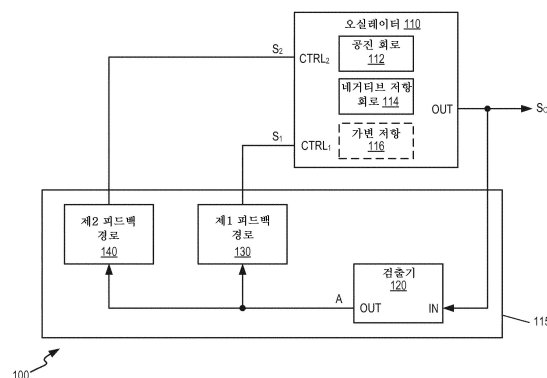 오실레이터 110
공진 회로
112
네거티브 저항
회로 114
가변 저항
116
S₂
CTRL₂
S₁
CTRL₁
OUT
제2 피드백
경로
140
제1 피드백
경로
130
검출기
120
A
OUT
IN
115
100